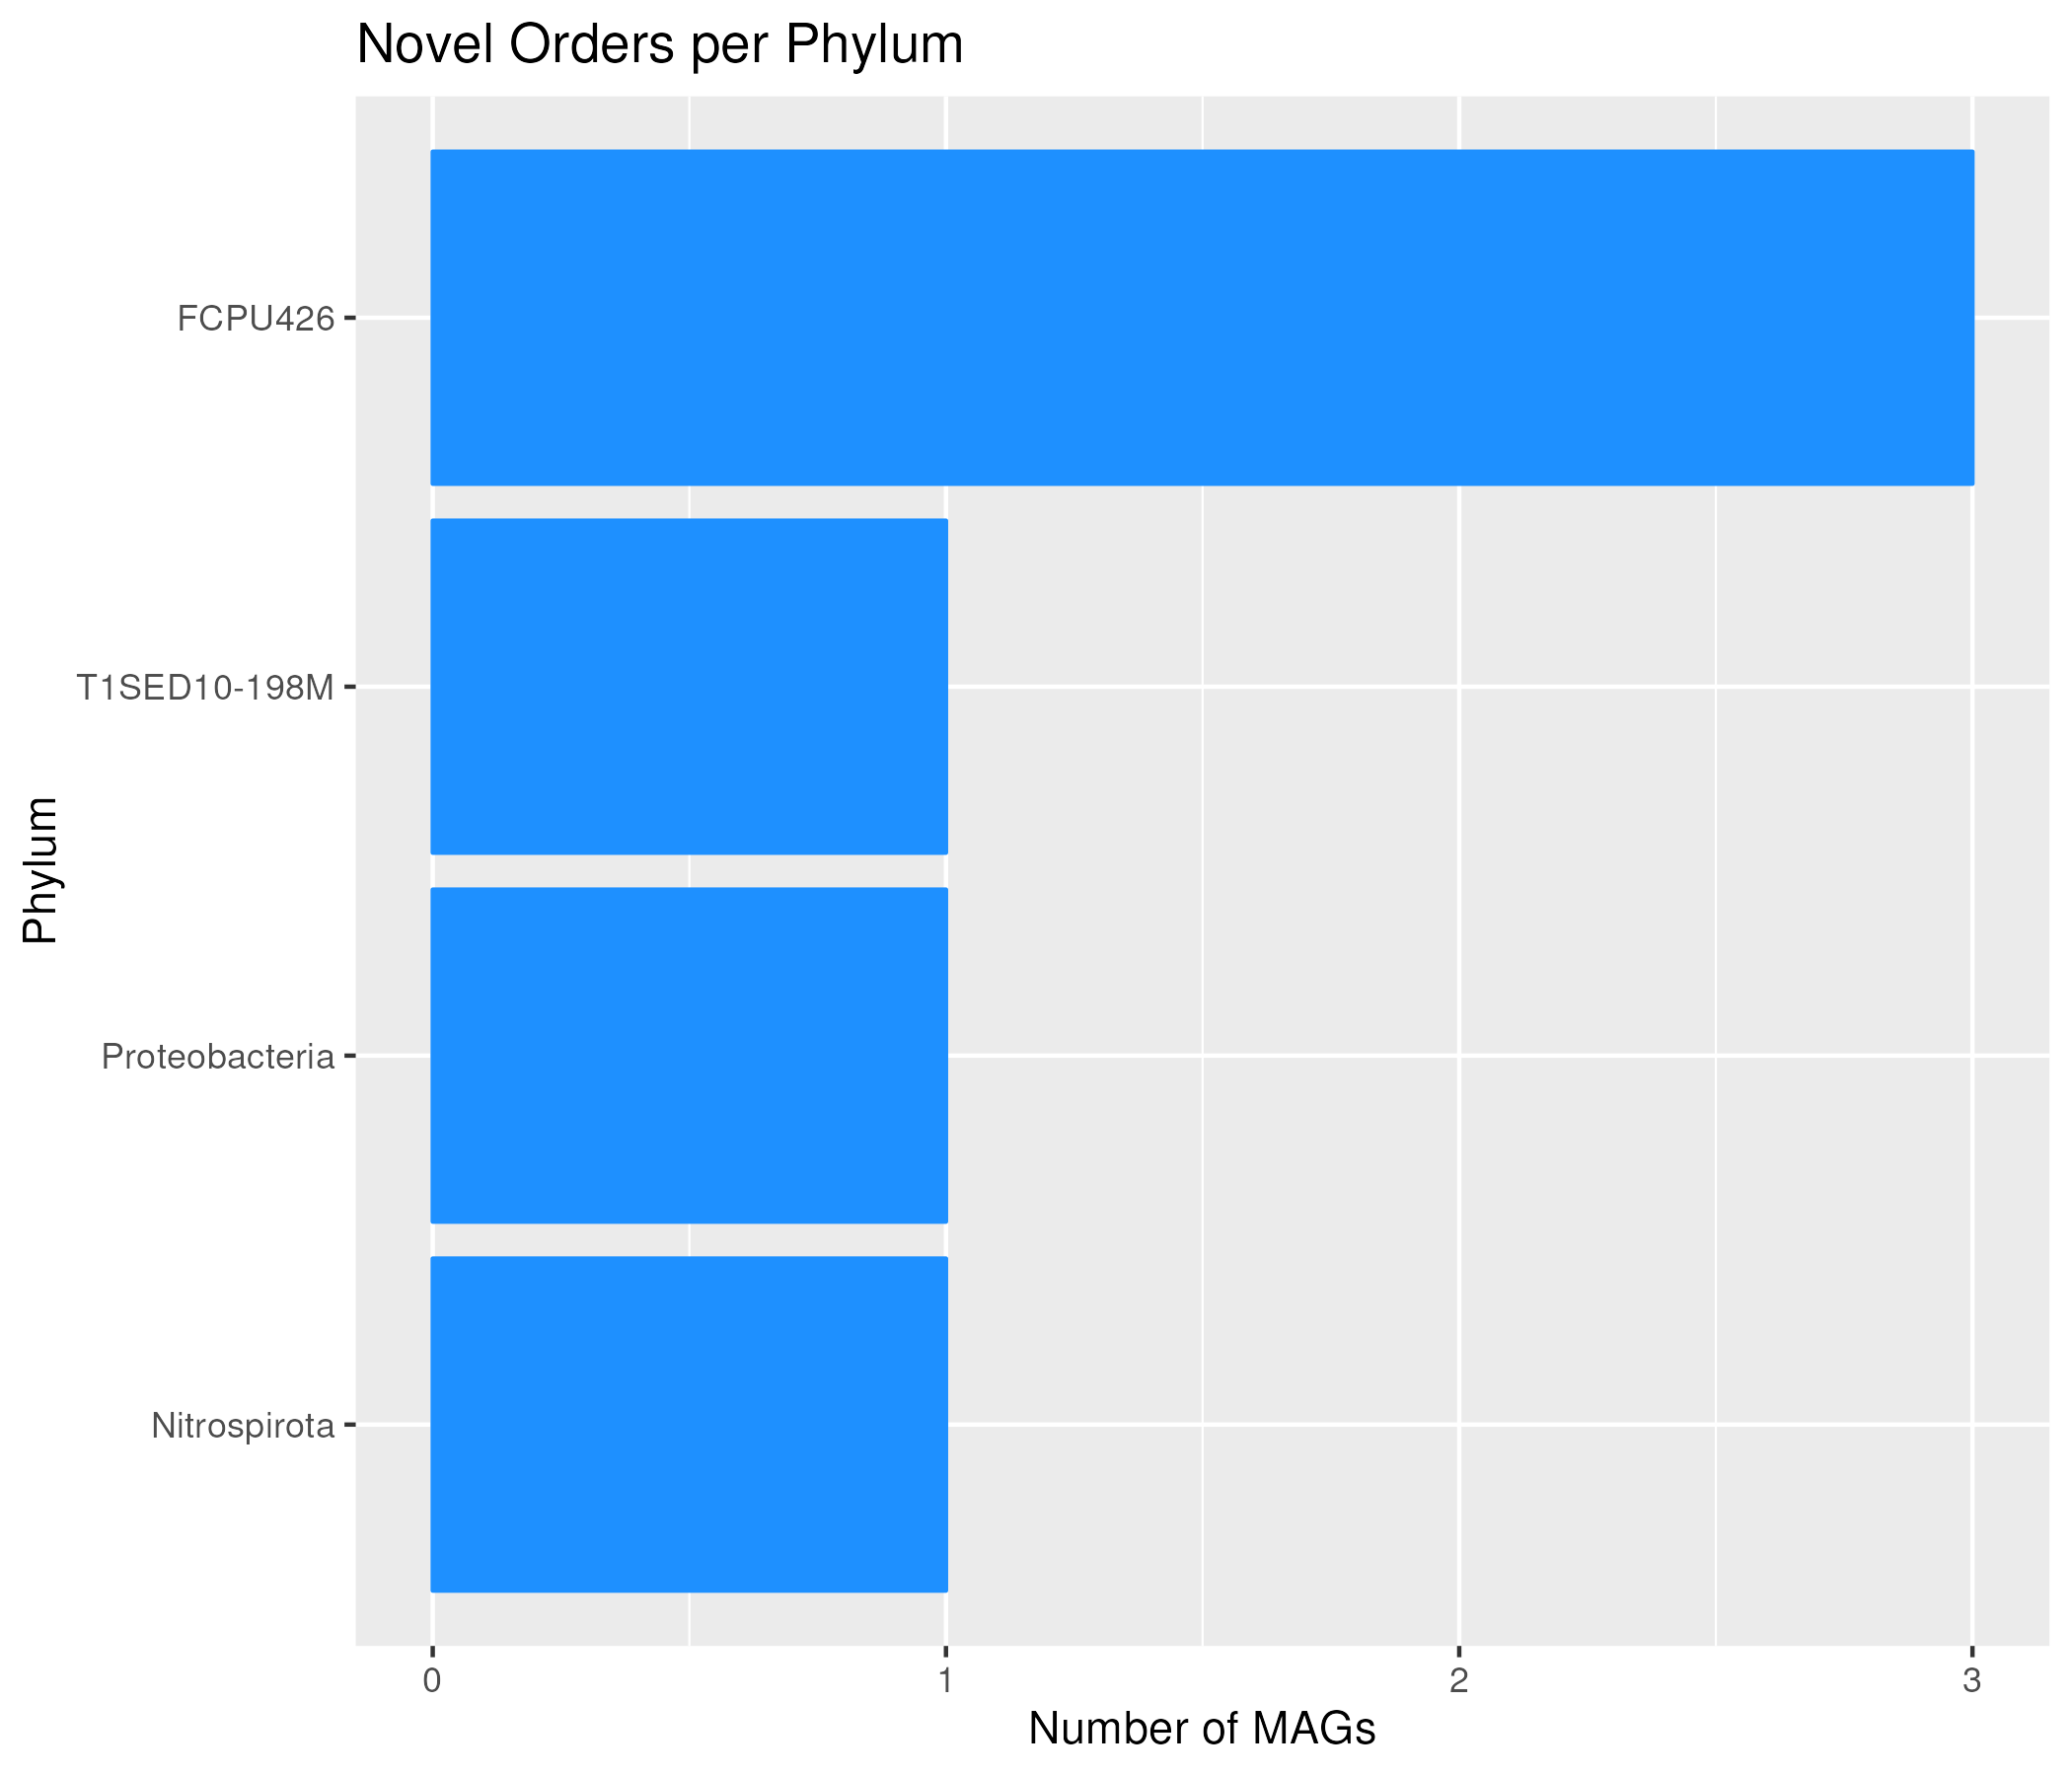 Novel Orders per Phylum
FCPU426
T1SED10-198M
Proteobacteria
Nitrospirota
Phylum
0 1 2 3
Number of MAGs